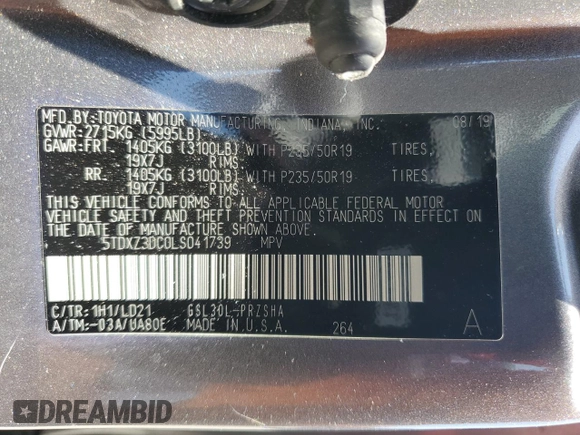 MFD.BY: TOYOTA MOTOR MANUFACTURING, INDIANA, INC. 08/19
GVWR: 2715KG (5995LB)
GAWR: FRT. 1405KG (3100LB) WITH P235/50R19 TIRES,
19X7J RIMS,
RR. 1405KG (3100LB) WITH P235/50R19 TIRES,
19X7J RIMS,
THIS VEHICLE CONFORMS TO ALL APPLICABLE FEDERAL MOTOR
VEHICLE SAFETY AND THEFT PREVENTION STANDARDS IN EFFECT
ON THE DATE OF MANUFACTURE SHOWN ABOVE.
5TDXZ3DC0LS041739 MPV
C/TR: 1H1/LD21 GSL30L-PRZSHA
A/TM: -03A/UA80E MADE IN U.S.A. 264 A
DREAMBID